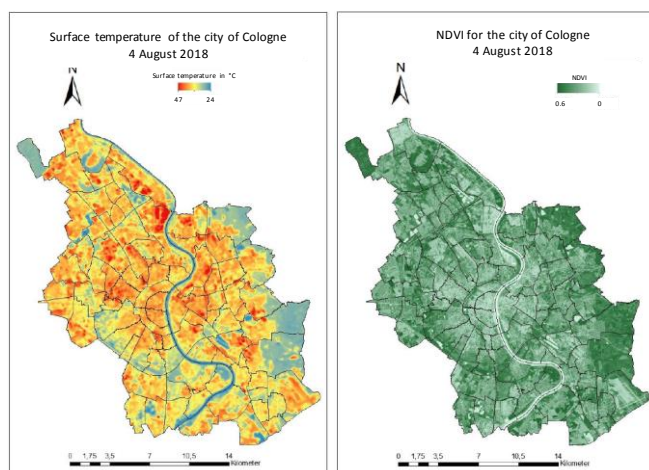 Surface temperature of the city of Cologne
4 August 2018
N
Surface temperature in °C
47 24
0 1,75 3,5 7 10,5 14
Kilometer
NDVI for the city of Cologne
4 August 2018
N
NDVI
0.6 0
0 1,75 3,5 7 10,5 14
Kilometer